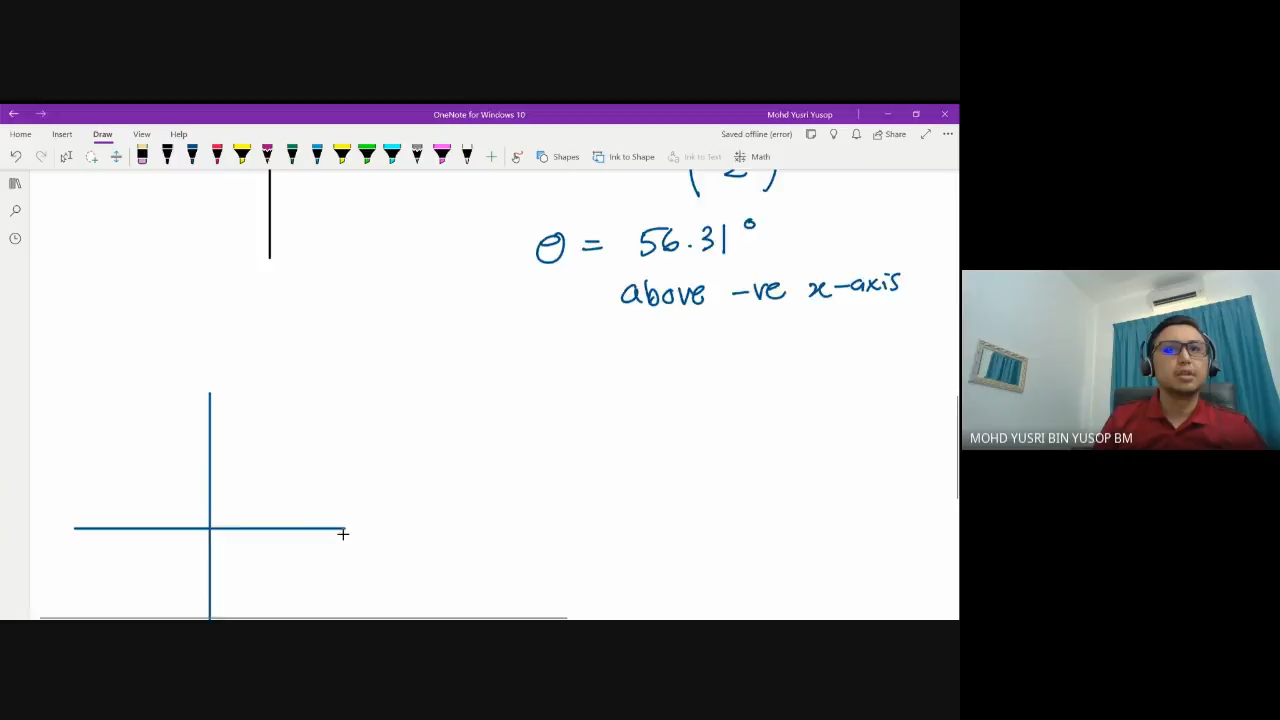 OneNote for Windows 10
Mohd Yusri Yusop
Home Insert Draw View Help
Saved offline (error)
Share
Shapes
Ink to Shape
Ink to Text
Math
(2)
θ = 56.31°
above -ve x-axis
MOHD YUSRI BIN YUSOP BM